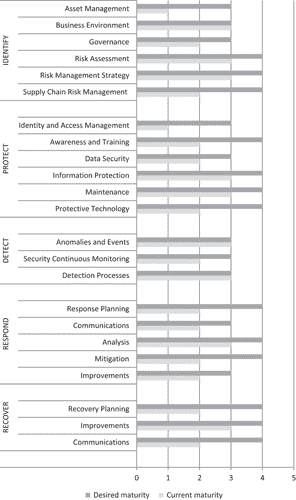 IDENTIFY
Asset Management
Business Environment
Governance
Risk Assessment
Risk Management Strategy
Supply Chain Risk Management
PROTECT
Identity and Access Management
Awareness and Training
Data Security
Information Protection
Maintenance
Protective Technology
DETECT
Anomalies and Events
Security Continuous Monitoring
Detection Processes
RESPOND
Response Planning
Communications
Analysis
Mitigation
Improvements
RECOVER
Recovery Planning
Improvements
Communications
0 1 2 3 4 5
Desired maturity Current maturity